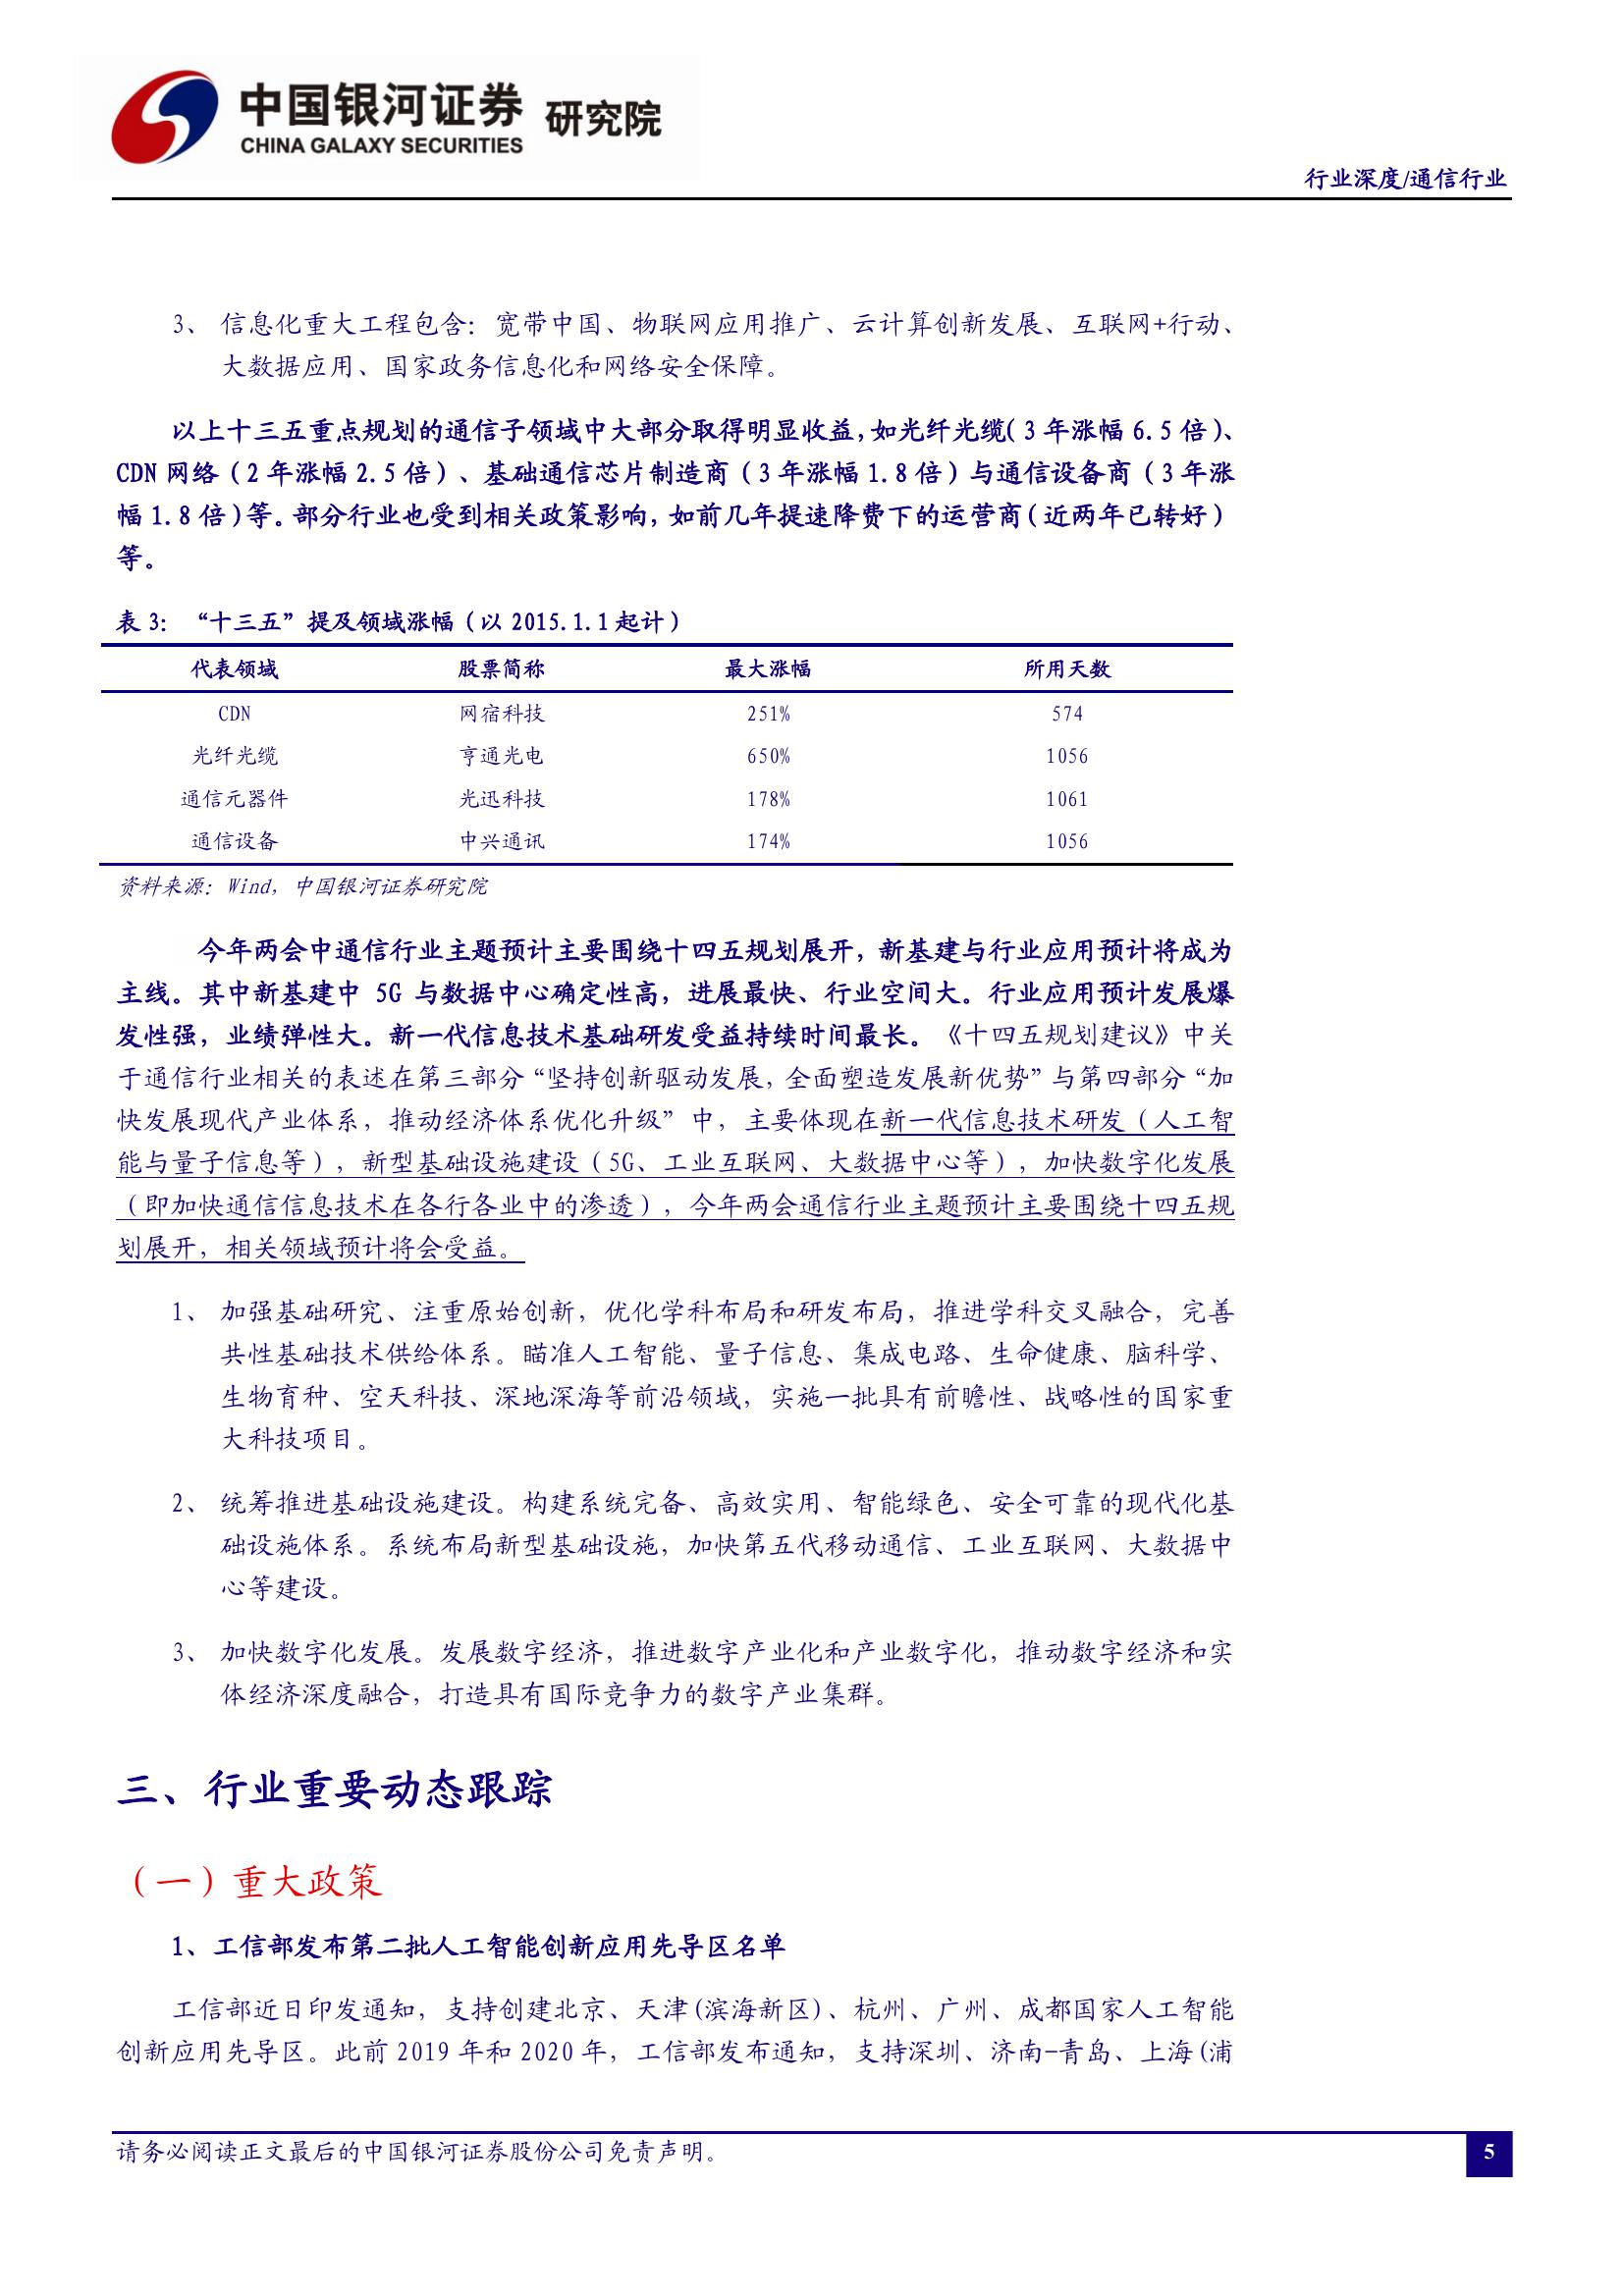 中国银河证券 研究院
CHINA GALAXY SECURITIES
行业深度/通信行业
3、 信息化重大工程包含：宽带中国、物联网应用推广、云计算创新发展、互联网+行动、
大数据应用、国家政务信息化和网络安全保障。
以上十三五重点规划的通信子领域中大部分取得明显收益，如光纤光缆（3 年涨幅 6.5 倍）、
CDN 网络（2 年涨幅 2.5 倍）、基础通信芯片制造商（3 年涨幅 1.8 倍）与通信设备商（3 年涨
幅 1.8 倍）等。部分行业也受到相关政策影响，如前几年提速降费下的运营商（近两年已转好）
等。
表 3：“十三五”提及领域涨幅（以 2015.1.1 起计）
代表领域 股票简称 最大涨幅 所用天数
CDN 网宿科技 251% 574
光纤光缆 亨通光电 650% 1056
通信元器件 光迅科技 178% 1061
通信设备 中兴通讯 174% 1056
资料来源：Wind，中国银河证券研究院
今年两会中通信行业主题预计主要围绕十四五规划展开，新基建与行业应用预计将成为
主线。其中新基建中 5G 与数据中心确定性高，进展最快、行业空间大。行业应用预计发展爆
发性强，业绩弹性大。新一代信息技术基础研发受益持续时间最长。《十四五规划建议》中关
于通信行业相关的表述在第三部分“坚持创新驱动发展，全面塑造发展新优势”与第四部分“加
快发展现代产业体系，推动经济体系优化升级”中，主要体现在新一代信息技术研发（人工智
能与量子信息等），新型基础设施建设（5G、工业互联网、大数据中心等），加快数字化发展
（即加快通信信息技术在各行各业中的渗透），今年两会通信行业主题预计主要围绕十四五规
划展开，相关领域预计将会受益。
1、 加强基础研究、注重原始创新，优化学科布局和研发布局，推进学科交叉融合，完善
共性基础技术供给体系。瞄准人工智能、量子信息、集成电路、生命健康、脑科学、
生物育种、空天科技、深地深海等前沿领域，实施一批具有前瞻性、战略性的国家重
大科技项目。
2、 统筹推进基础设施建设。构建系统完备、高效实用、智能绿色、安全可靠的现代化基
础设施体系。系统布局新型基础设施，加快第五代移动通信、工业互联网、大数据中
心等建设。
3、 加快数字化发展。发展数字经济，推进数字产业化和产业数字化，推动数字经济和实
体经济深度融合，打造具有国际竞争力的数字产业集群。
三、行业重要动态跟踪
（一）重大政策
1、工信部发布第二批人工智能创新应用先导区名单
工信部近日印发通知，支持创建北京、天津(滨海新区)、杭州、广州、成都国家人工智能
创新应用先导区。此前 2019 年和 2020 年，工信部发布通知，支持深圳、济南-青岛、上海(浦
请务必阅读正文最后的中国银河证券股份公司免责声明。
5